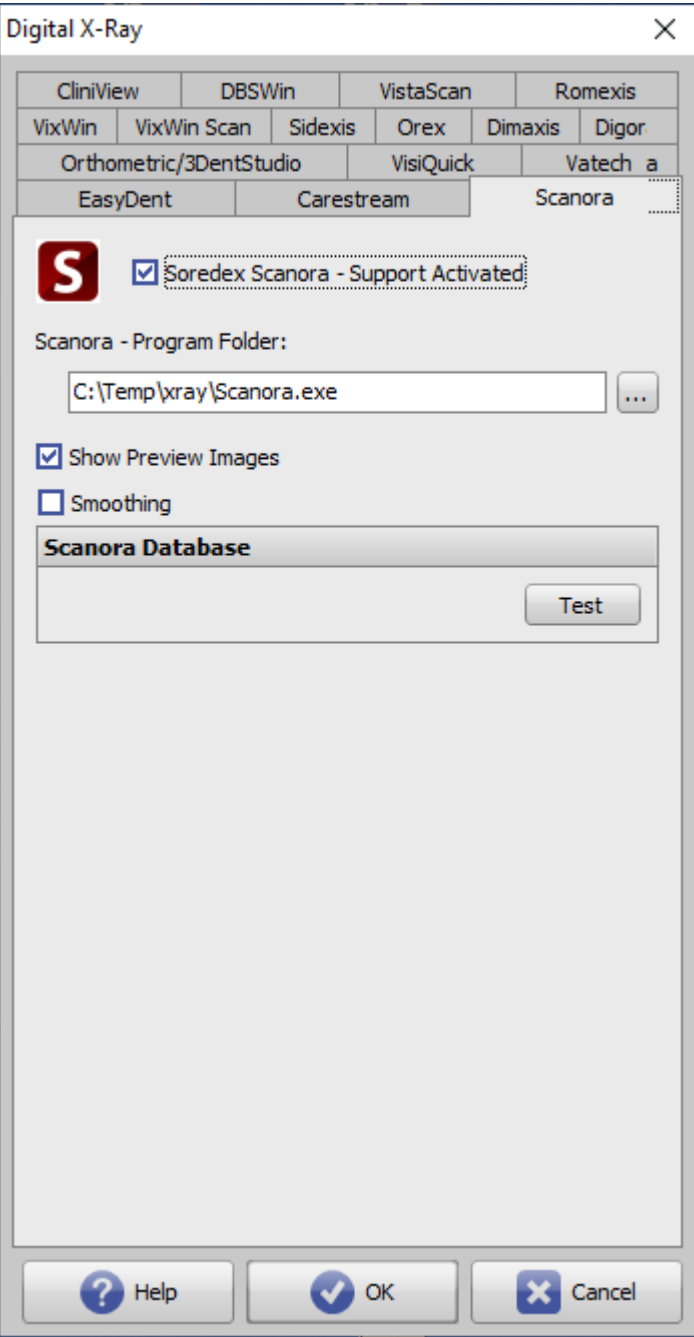 Digital X-Ray
CliniView DBSWin VistaScan Romexis
VixWin VixWin Scan Sidexis Orex Dimaxis Digor
Orthometric/3DentStudio VisiQuick Vatech a
EasyDent Carestream Scanora
S Soredex Scanora - Support Activated
Scanora - Program Folder:
C:\Temp\xray\Scanora.exe ...
Show Preview Images
Smoothing
Scanora Database
Test
? Help OK Cancel